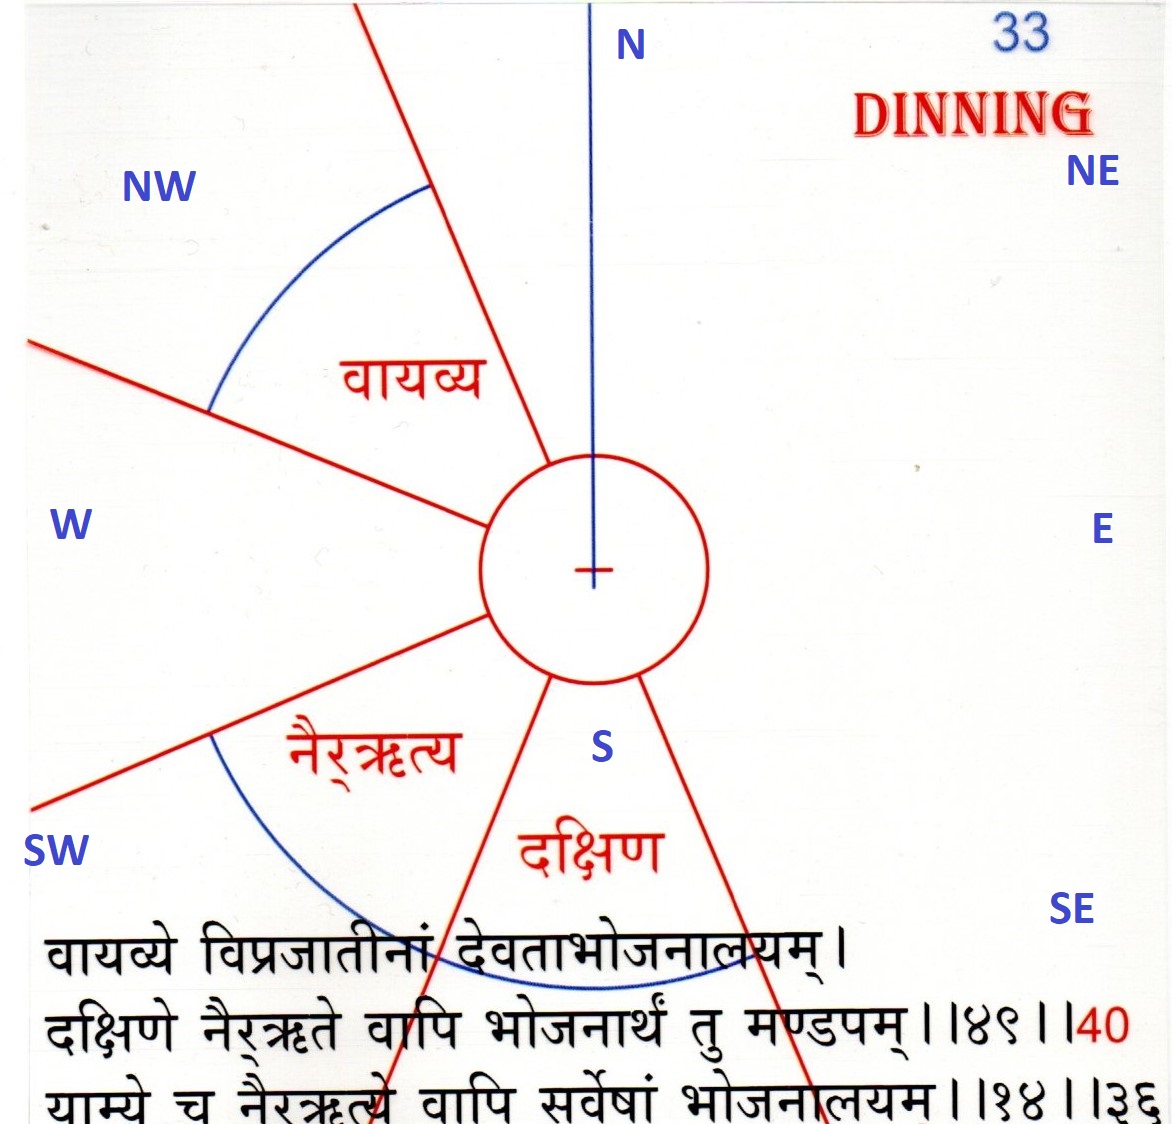 N
33
DINNING
NW
NE
वायव्य
W
E
नैर्‌ऋत्य
S
SW
दक्षिण
SE
वायव्ये विप्रजातीनां देवताभोजनालयम्।
दक्षिणे नैर्‌ऋते वापि भोजनार्थं तु मण्डपम्।।४९।।40
याम्ये च नैर्‌ऋत्ये वापि सर्वेषां भोजनालयम्।।१४।।३६